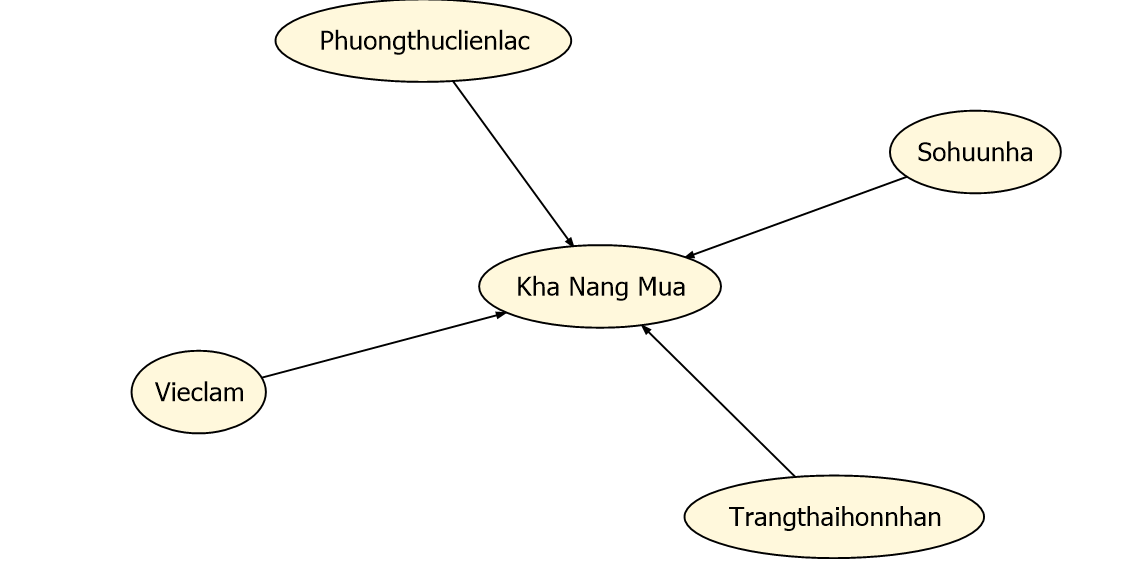 Phuongthuclienlac
Sohuunha
Kha Nang Mua
Vieclam
Trangthaihonnhan